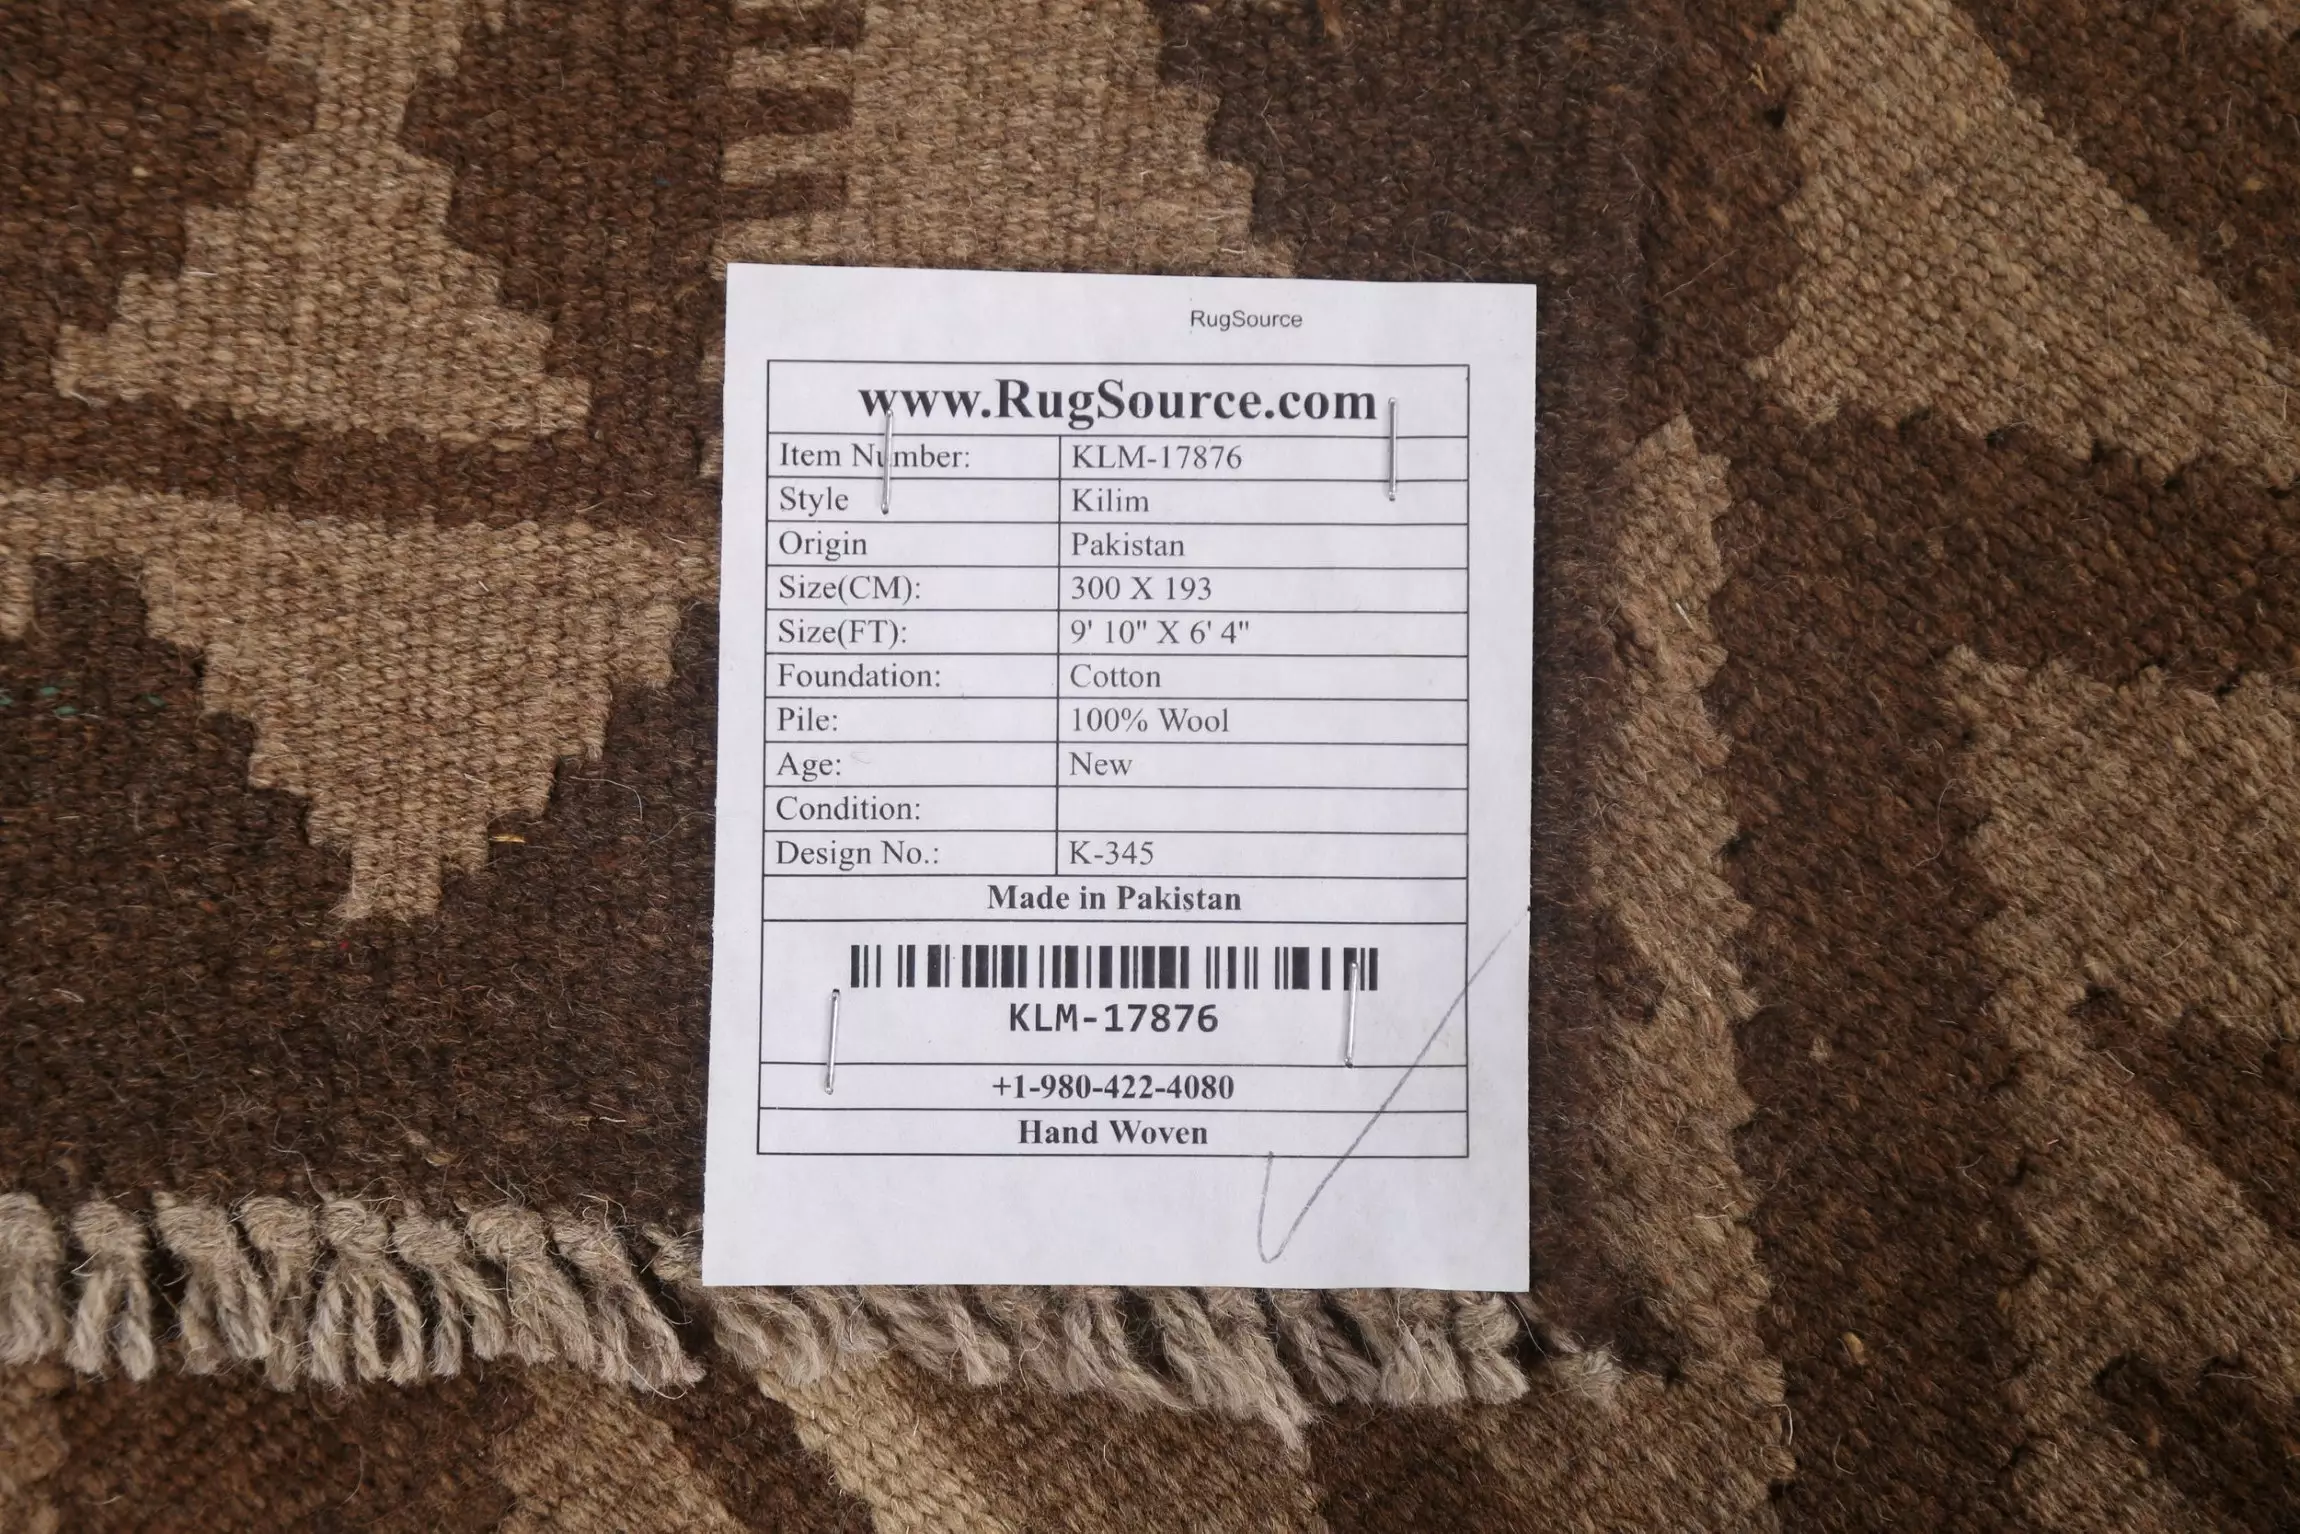 RugSource
www.RugSource.com
Item Number: KLM-17876
Style Kilim
Origin Pakistan
Size(CM): 300 X 193
Size(FT): 9' 10" X 6' 4"
Foundation: Cotton
Pile: 100% Wool
Age: New
Condition:
Design No.: K-345
Made in Pakistan
KLM-17876
+1-980-422-4080
Hand Woven